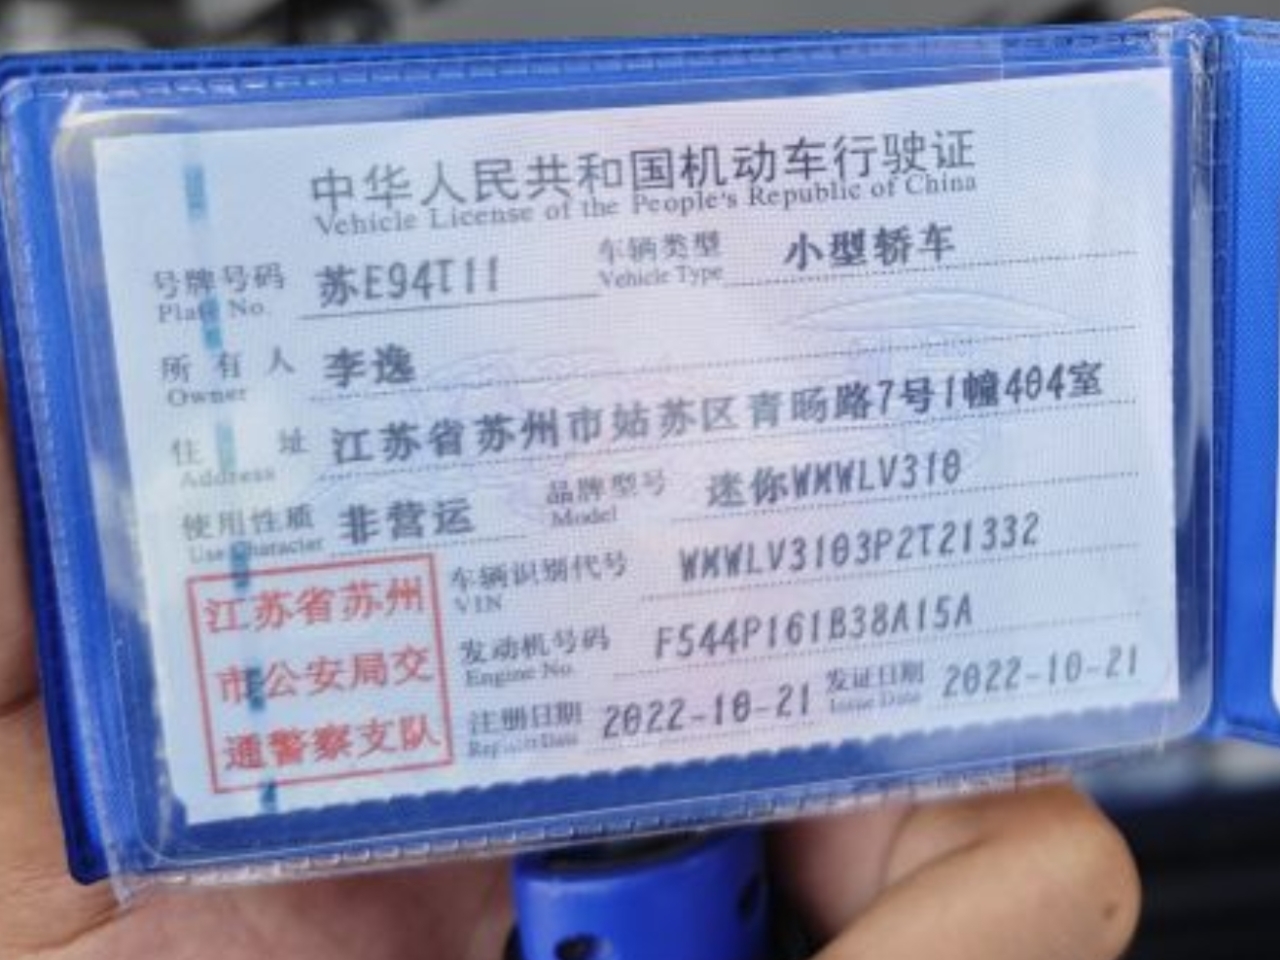 中华人民共和国机动车行驶证
Vehicle License of the People's Republic of China
号牌号码 苏E94T11 车辆类型 小型轿车
Plate No. Vehicle Type
所有人 李逸
Owner
住址 江苏省苏州市姑苏区青旸路7号1幢404室
Address
使用性质 非营运 品牌型号 迷你WMWLV310
Use Character Model
车辆识别代号 WMWLV3103P2T21332
VIN
发动机号码 F544P161B38A15A
Engine No.
注册日期 2022-10-21 发证日期 2022-10-21
Register Date Issue Date
江苏省苏州
市公安局交
通警察支队